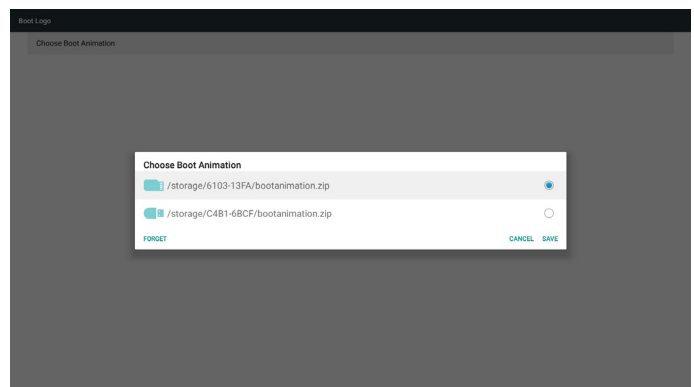 Boot Logo
Choose Boot Animation
Choose Boot Animation
/storage/6103-13FA/bootanimation.zip
/storage/C4B1-6BCF/bootanimation.zip
FORGET CANCEL SAVE